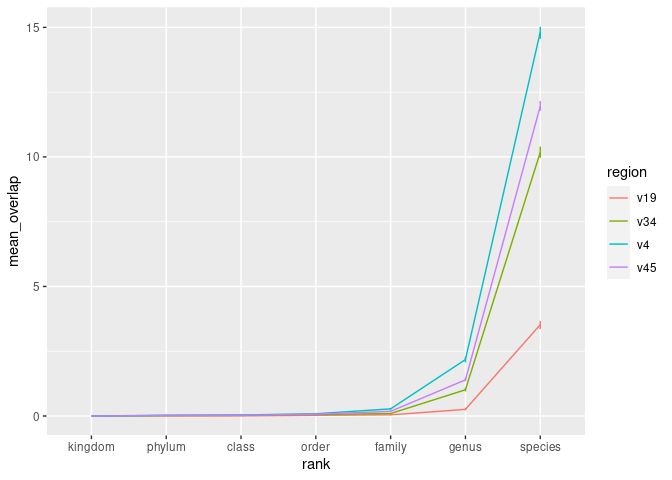 15
10
5
0
mean_overlap
kingdom phylum class order family genus species
rank
region
v19
v34
v4
v45